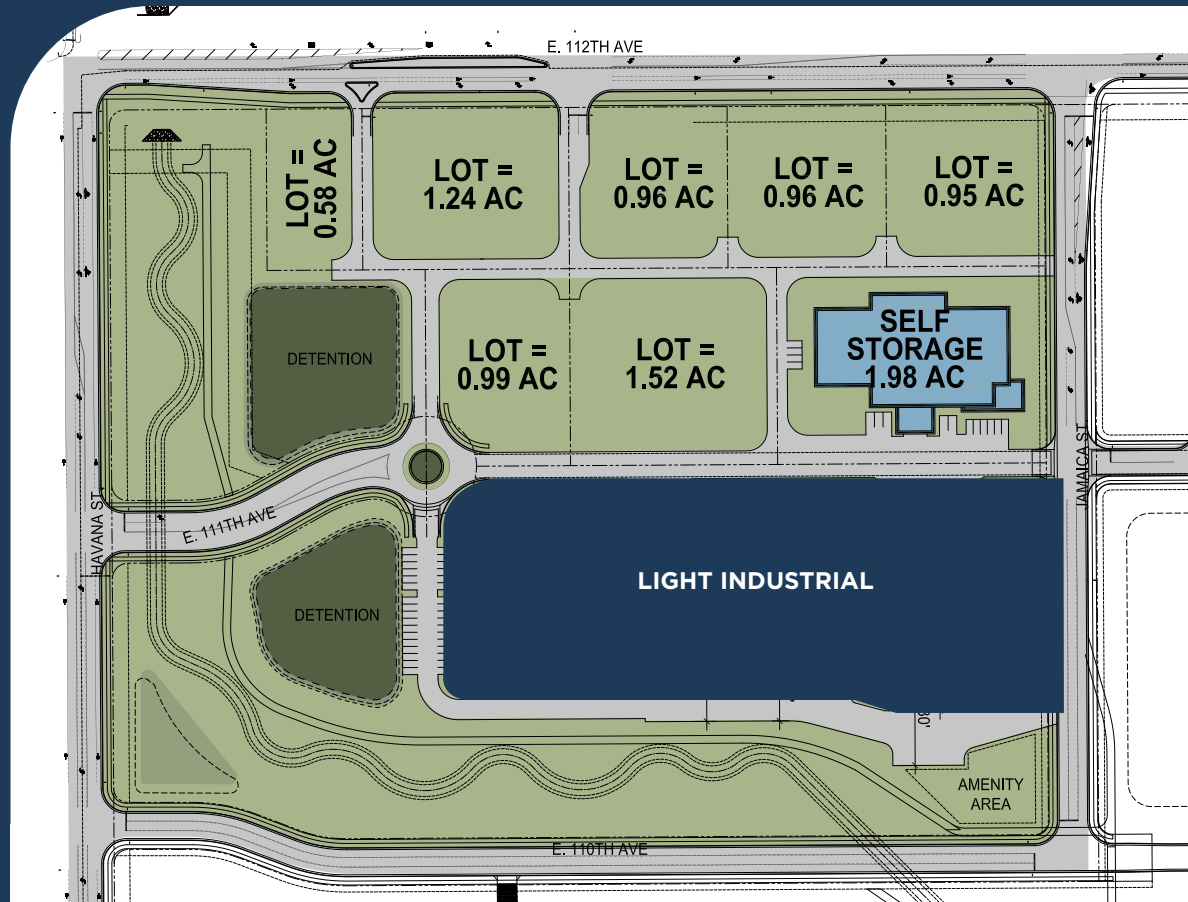 E. 112TH AVE
LOT =
0.58 AC
LOT =
1.24 AC
LOT =
0.96 AC
LOT =
0.96 AC
LOT =
0.95 AC
DETENTION
LOT =
0.99 AC
LOT =
1.52 AC
SELF
STORAGE
1.98 AC
HAVANA ST
E. 111TH AVE
JAMAICA ST
LIGHT INDUSTRIAL
DETENTION
AMENITY
AREA
E. 110TH AVE